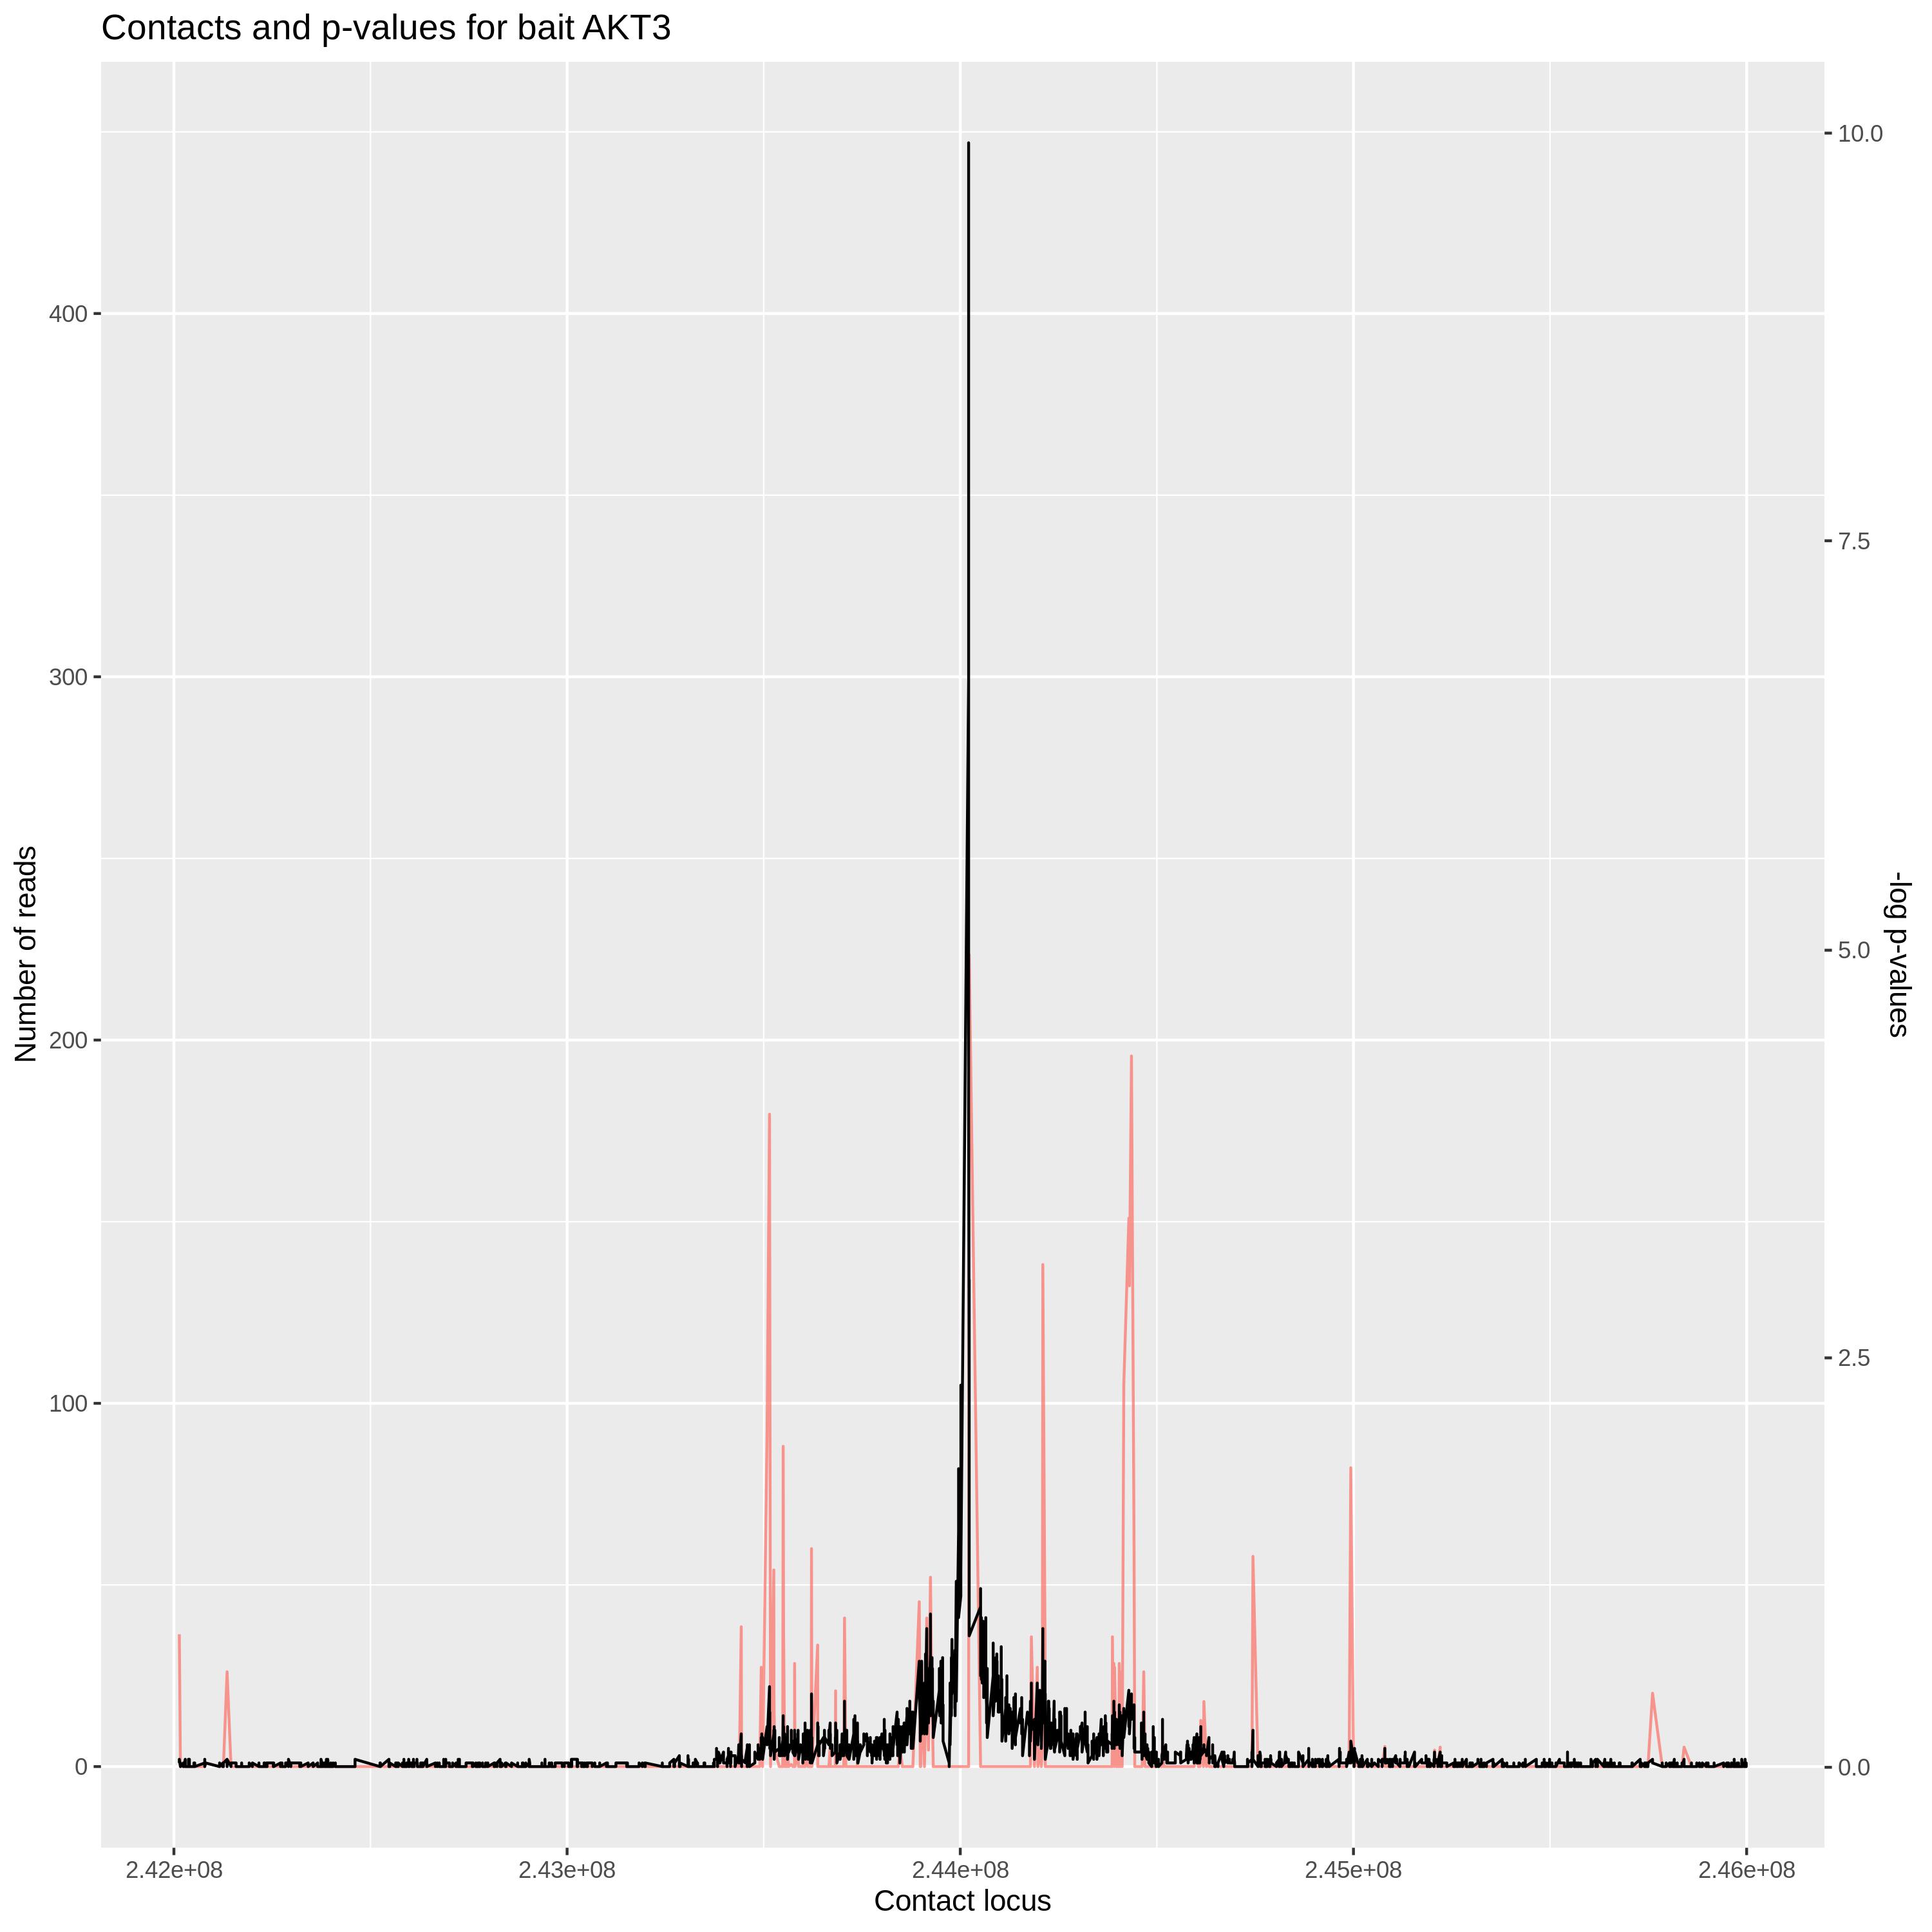 Contacts and p-values for bait AKT3
Number of reads
400
300
200
100
0
10.0
7.5
5.0
2.5
0.0
-log p-values
2.42e+08
2.43e+08
2.44e+08
2.45e+08
2.46e+08
Contact locus